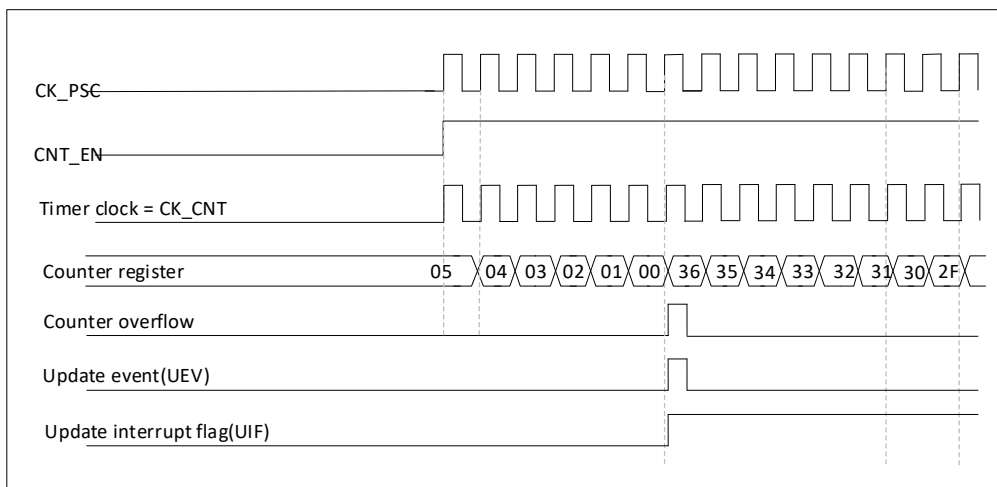 CK_PSC
CNT_EN
Timer clock = CK_CNT
Counter register 05 04 03 02 01 00 36 35 34 33 32 31 30 2F
Counter overflow
Update event(UEV)
Update interrupt flag(UIF)